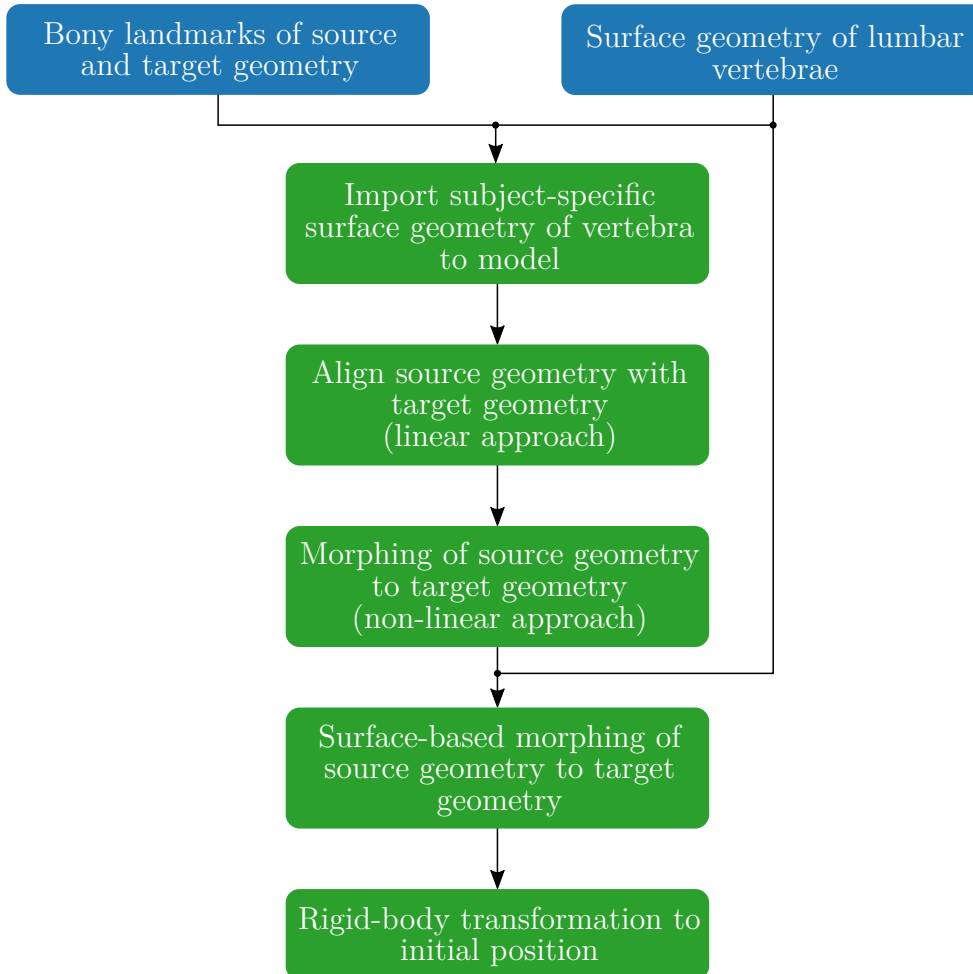 Bony landmarks of source
and target geometry
Surface geometry of lumbar
vertebrae
Import subject-specific
surface geometry of vertebra
to model
Align source geometry with
target geometry
(linear approach)
Morphing of source geometry
to target geometry
(non-linear approach)
Surface-based morphing of
source geometry to target
geometry
Rigid-body transformation to
initial position